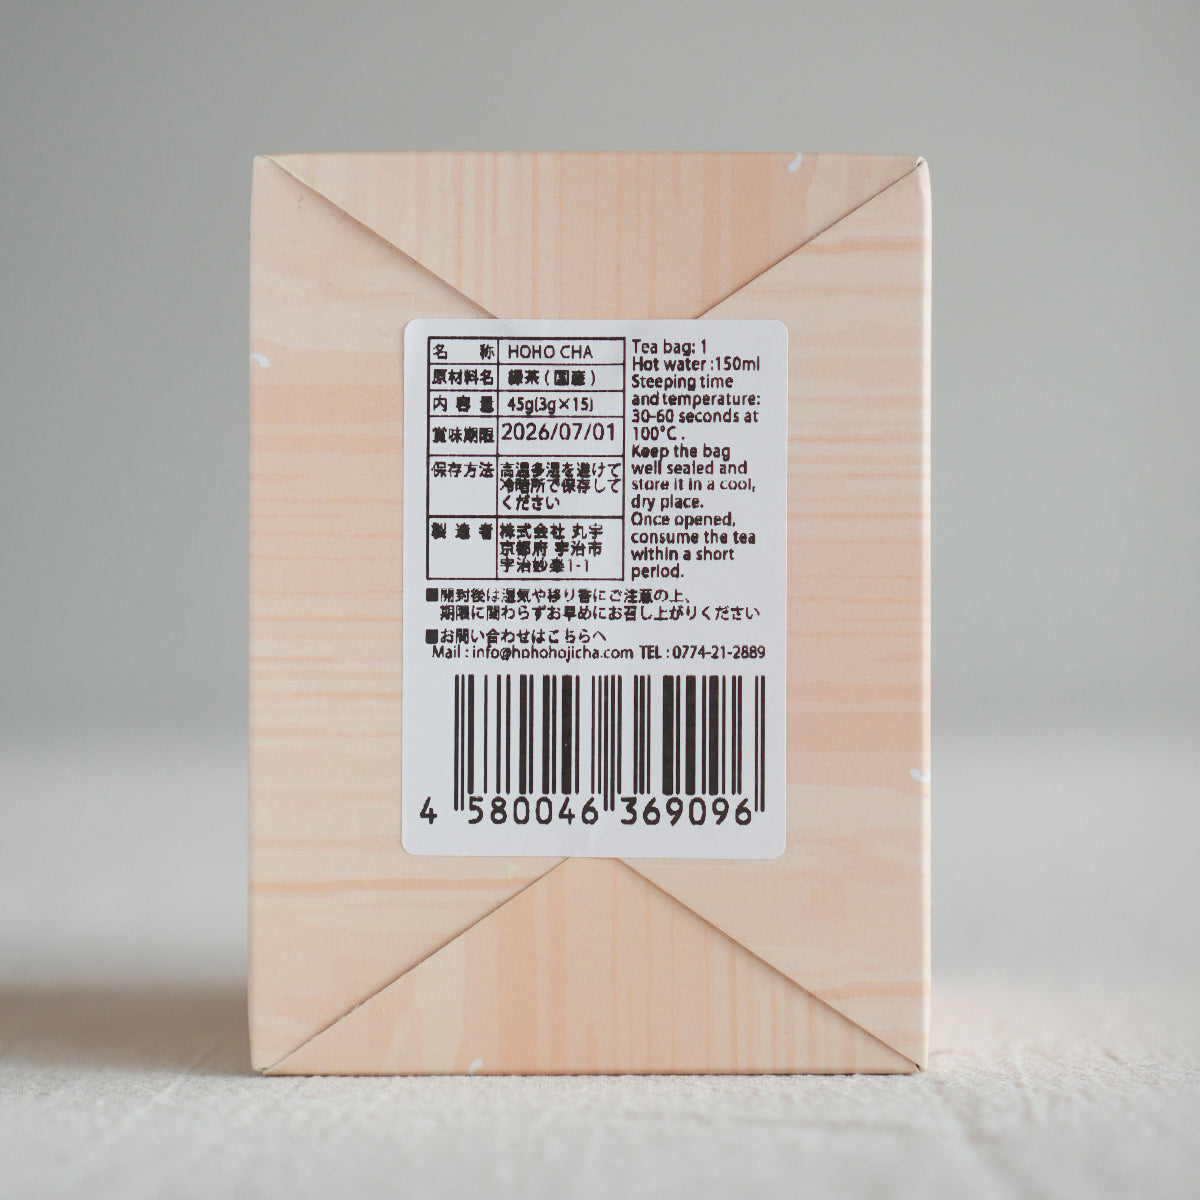 名 称 HOHO CHA
原材料名 緑茶 ( 国産 )
内 容 量 45g(3g×15)
賞味期限 2026/07/01
保存方法 高温多湿を避けて
冷暗所で保存して
ください
製 造 者 株式会社 丸宇
京都府 宇治市
宇治妙楽1-1
Tea bag: 1
Hot water :150ml
Steeping time
and temperature:
30-60 seconds at
100°C .
Keep the bag
well sealed and
store it in a cool,
dry place.
Once opened,
consume the tea
within a short
period.
■開封後は湿気や移り香にご注意の上、
期限に関わらずお早めにお召し上がりください
■お問い合わせはこちらへ
Mail : info@hohohojicha.com TEL : 0774-21-2889
4 580046 369096